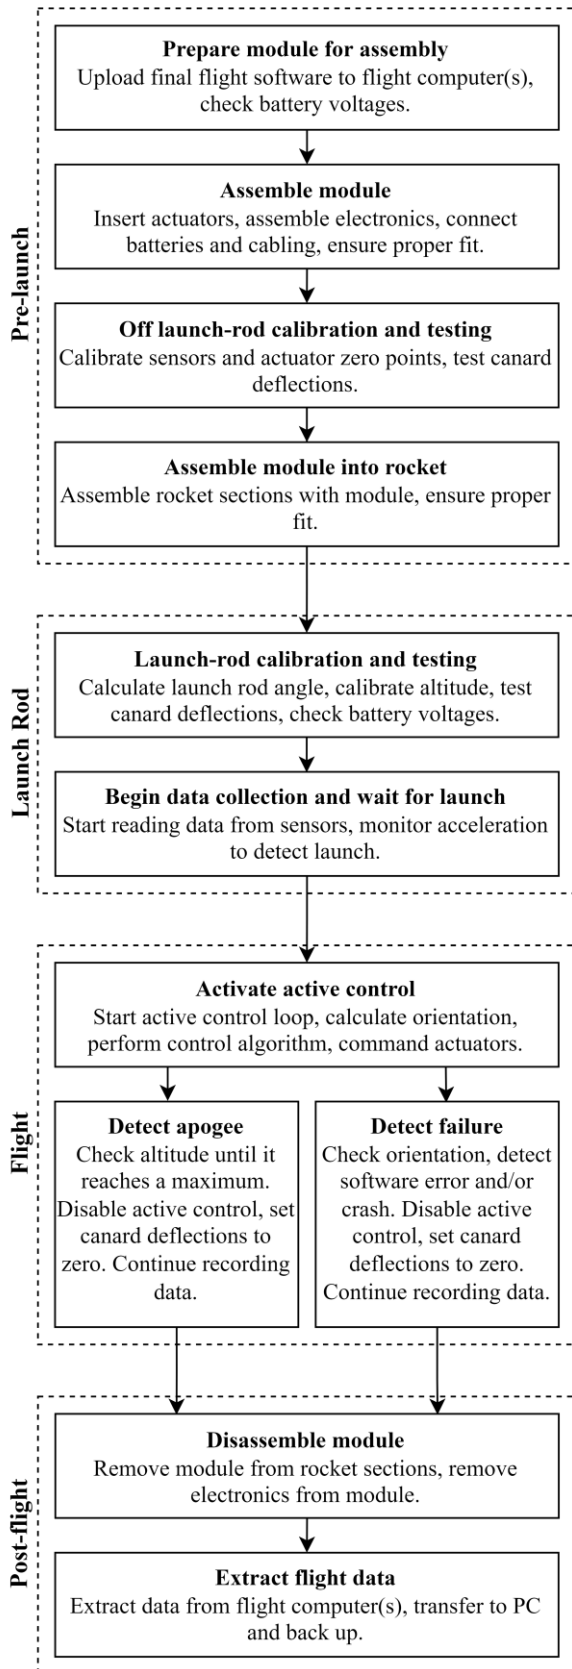 Pre-launch
Prepare module for assembly
Upload final flight software to flight computer(s),
check battery voltages.
Assemble module
Insert actuators, assemble electronics, connect
batteries and cabling, ensure proper fit.
Off launch-rod calibration and testing
Calibrate sensors and actuator zero points, test canard
deflections.
Assemble module into rocket
Assemble rocket sections with module, ensure proper
fit.
Launch Rod
Launch-rod calibration and testing
Calculate launch rod angle, calibrate altitude, test
canard deflections, check battery voltages.
Begin data collection and wait for launch
Start reading data from sensors, monitor acceleration
to detect launch.
Flight
Activate active control
Start active control loop, calculate orientation,
perform control algorithm, command actuators.
Detect apogee
Check altitude until it
reaches a maximum.
Disable active control, set
canard deflections to
zero. Continue recording
data.
Detect failure
Check orientation, detect
software error and/or
crash. Disable active
control, set canard
deflections to zero.
Continue recording data.
Post-flight
Disassemble module
Remove module from rocket sections, remove
electronics from module.
Extract flight data
Extract data from flight computer(s), transfer to PC
and back up.